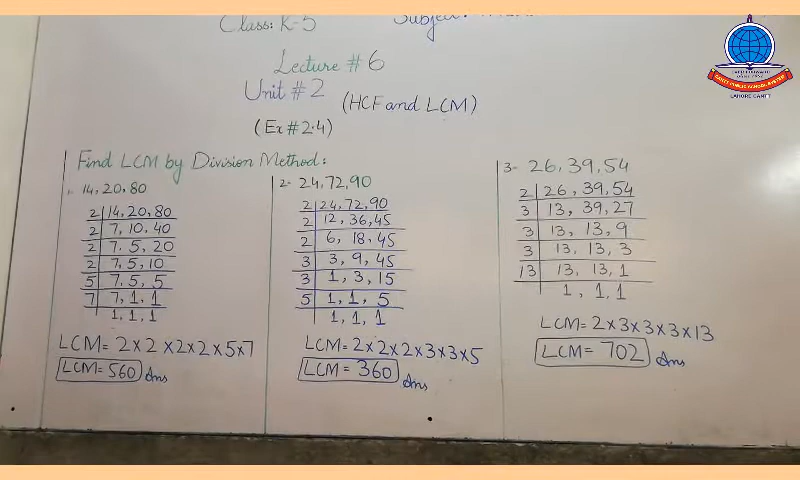 Class: K-5
Subject:
Lecture # 6
Unit # 2 (HCF and LCM)
(Ex # 2.4)
CANTT PUBLIC SCHOOL SYSTEM
LAHORE CANTT
Find LCM by Division Method:
1. 14, 20, 80
2 | 14, 20, 80
2 | 7, 10, 40
2 | 7, 5, 20
2 | 7, 5, 10
5 | 7, 5, 5
7 | 7, 1, 1
1, 1, 1
LCM = 2 × 2 × 2 × 2 × 5 × 7
LCM = 560 Ans
2- 24, 72, 90
2 | 24, 72, 90
2 | 12, 36, 45
2 | 6, 18, 45
3 | 3, 9, 45
3 | 1, 3, 15
5 | 1, 1, 5
1, 1, 1
LCM = 2 × 2 × 2 × 3 × 3 × 5
LCM = 360 Ans
3- 26, 39, 54
2 | 26, 39, 54
3 | 13, 39, 27
3 | 13, 13, 9
3 | 13, 13, 3
13 | 13, 13, 1
1, 1, 1
LCM = 2 × 3 × 3 × 3 × 13
LCM = 702 Ans